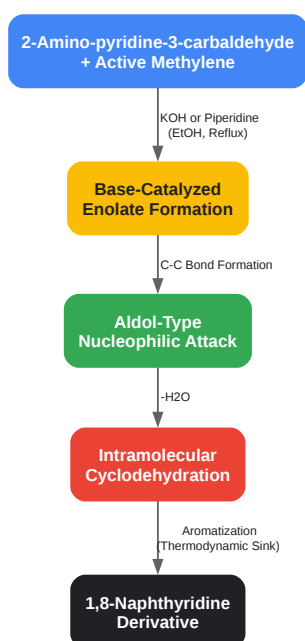 2-Amino-pyridine-3-carbaldehyde
+ Active Methylene
KOH or Piperidine
(EtOH, Reflux)
Base-Catalyzed
Enolate Formation
C-C Bond Formation
Aldol-Type
Nucleophilic Attack
-H2O
Intramolecular
Cyclodehydration
Aromatization
(Thermodynamic Sink)
1,8-Naphthyridine
Derivative